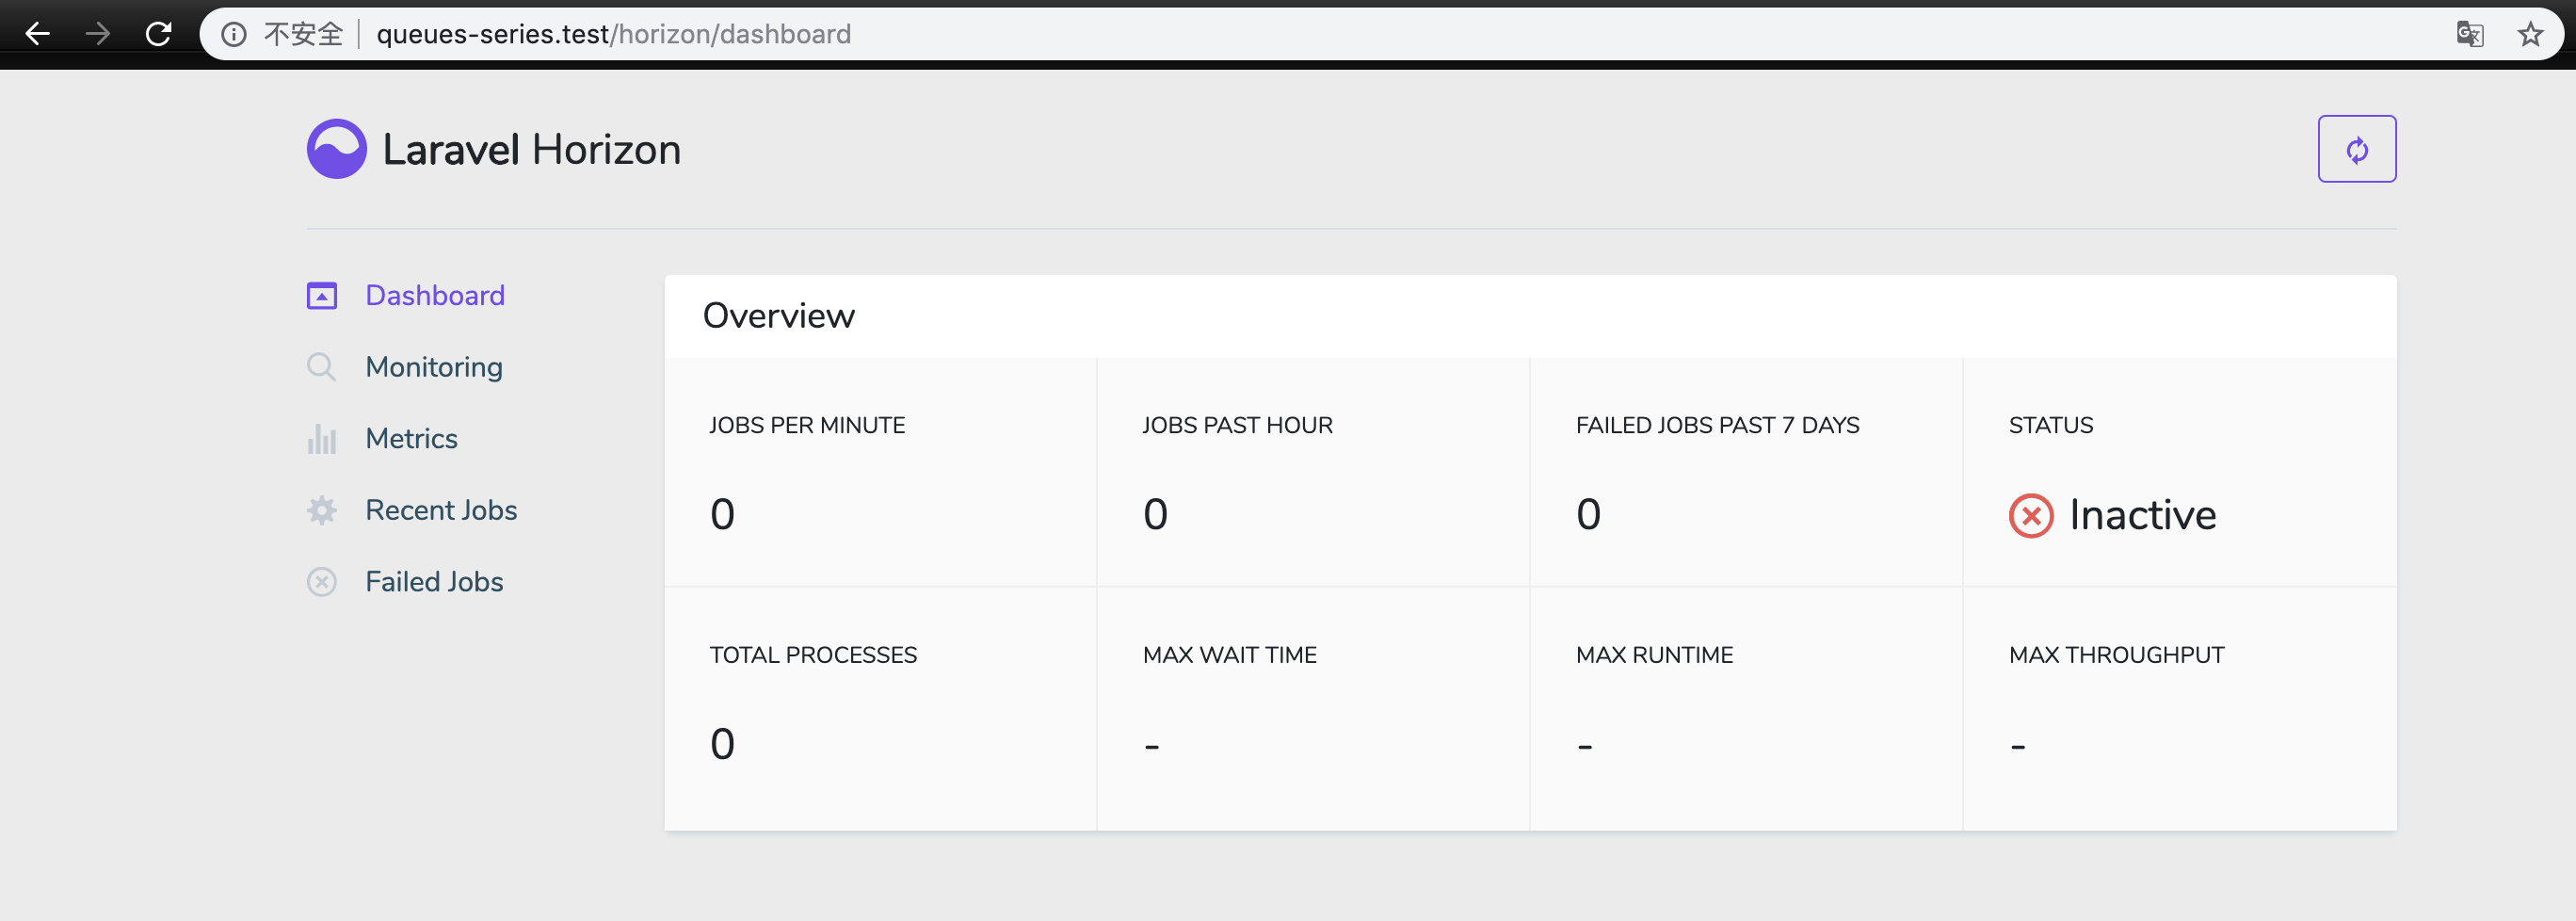 不安全 queues-series.test/horizon/dashboard
Laravel Horizon
Dashboard
Monitoring
Metrics
Recent Jobs
Failed Jobs
Overview
JOBS PER MINUTE
0
JOBS PAST HOUR
0
FAILED JOBS PAST 7 DAYS
0
STATUS
Inactive
TOTAL PROCESSES
0
MAX WAIT TIME
-
MAX RUNTIME
-
MAX THROUGHPUT
-